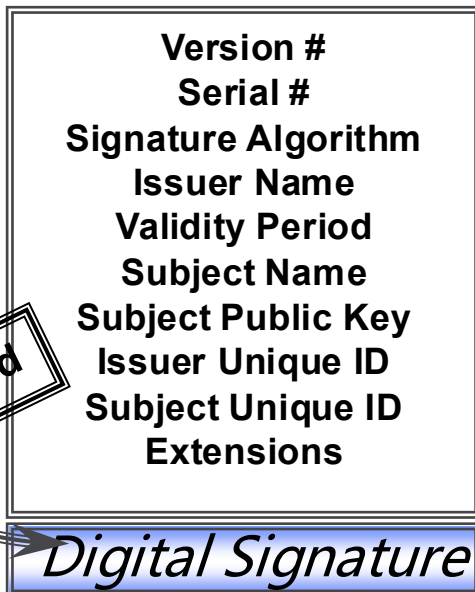 Version #
Serial #
Signature Algorithm
Issuer Name
Validity Period
Subject Name
Subject Public Key
Issuer Unique ID
Subject Unique ID
Extensions
Digital Signature